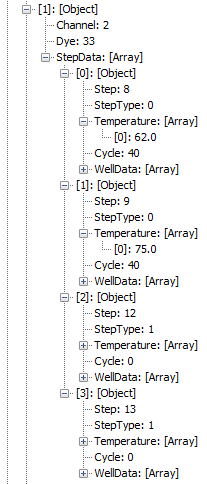 [1]: [Object]
Channel: 2
Dye: 33
StepData: [Array]
[0]: [Object]
Step: 8
StepType: 0
Temperature: [Array]
[0]: 62.0
Cycle: 40
WellData: [Array]
[1]: [Object]
Step: 9
StepType: 0
Temperature: [Array]
[0]: 75.0
Cycle: 40
WellData: [Array]
[2]: [Object]
Step: 12
StepType: 1
Temperature: [Array]
Cycle: 0
WellData: [Array]
[3]: [Object]
Step: 13
StepType: 1
Temperature: [Array]
Cycle: 0
WellData: [Array]